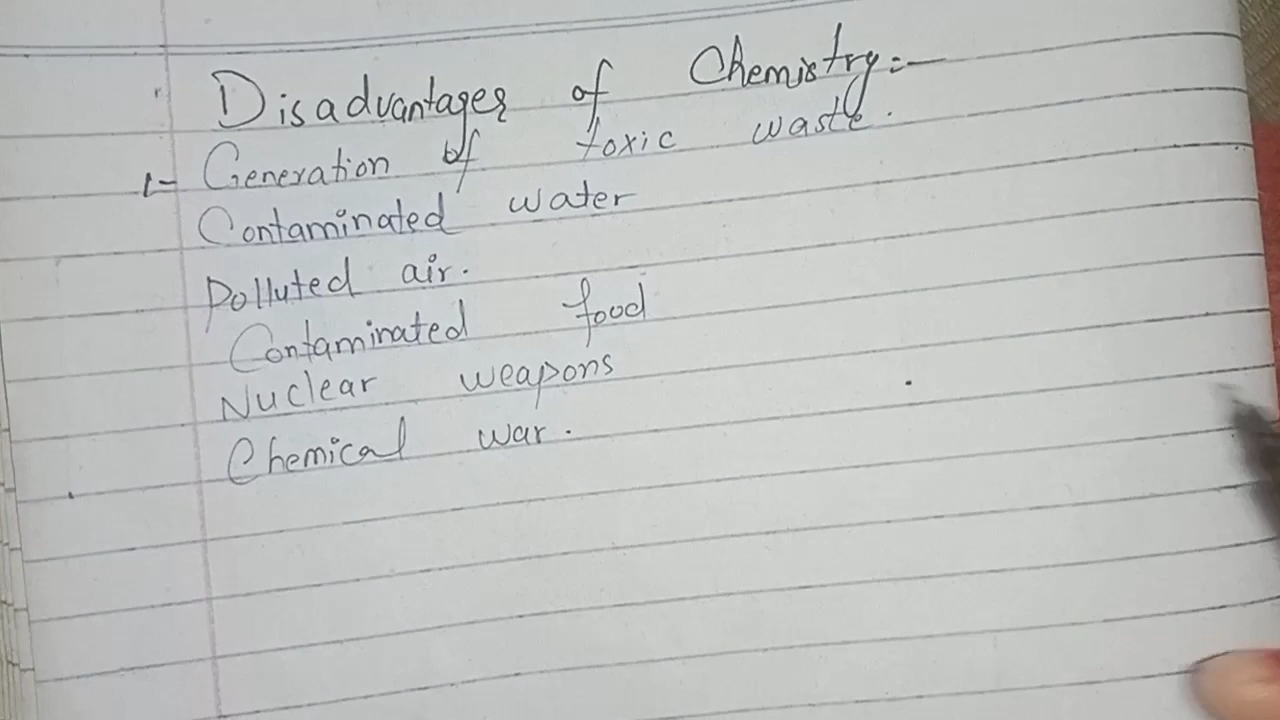 Disadvantages of Chemistry:-
1- Generation of toxic waste.
Contaminated water
Polluted air.
Contaminated food
Nuclear weapons
Chemical war.